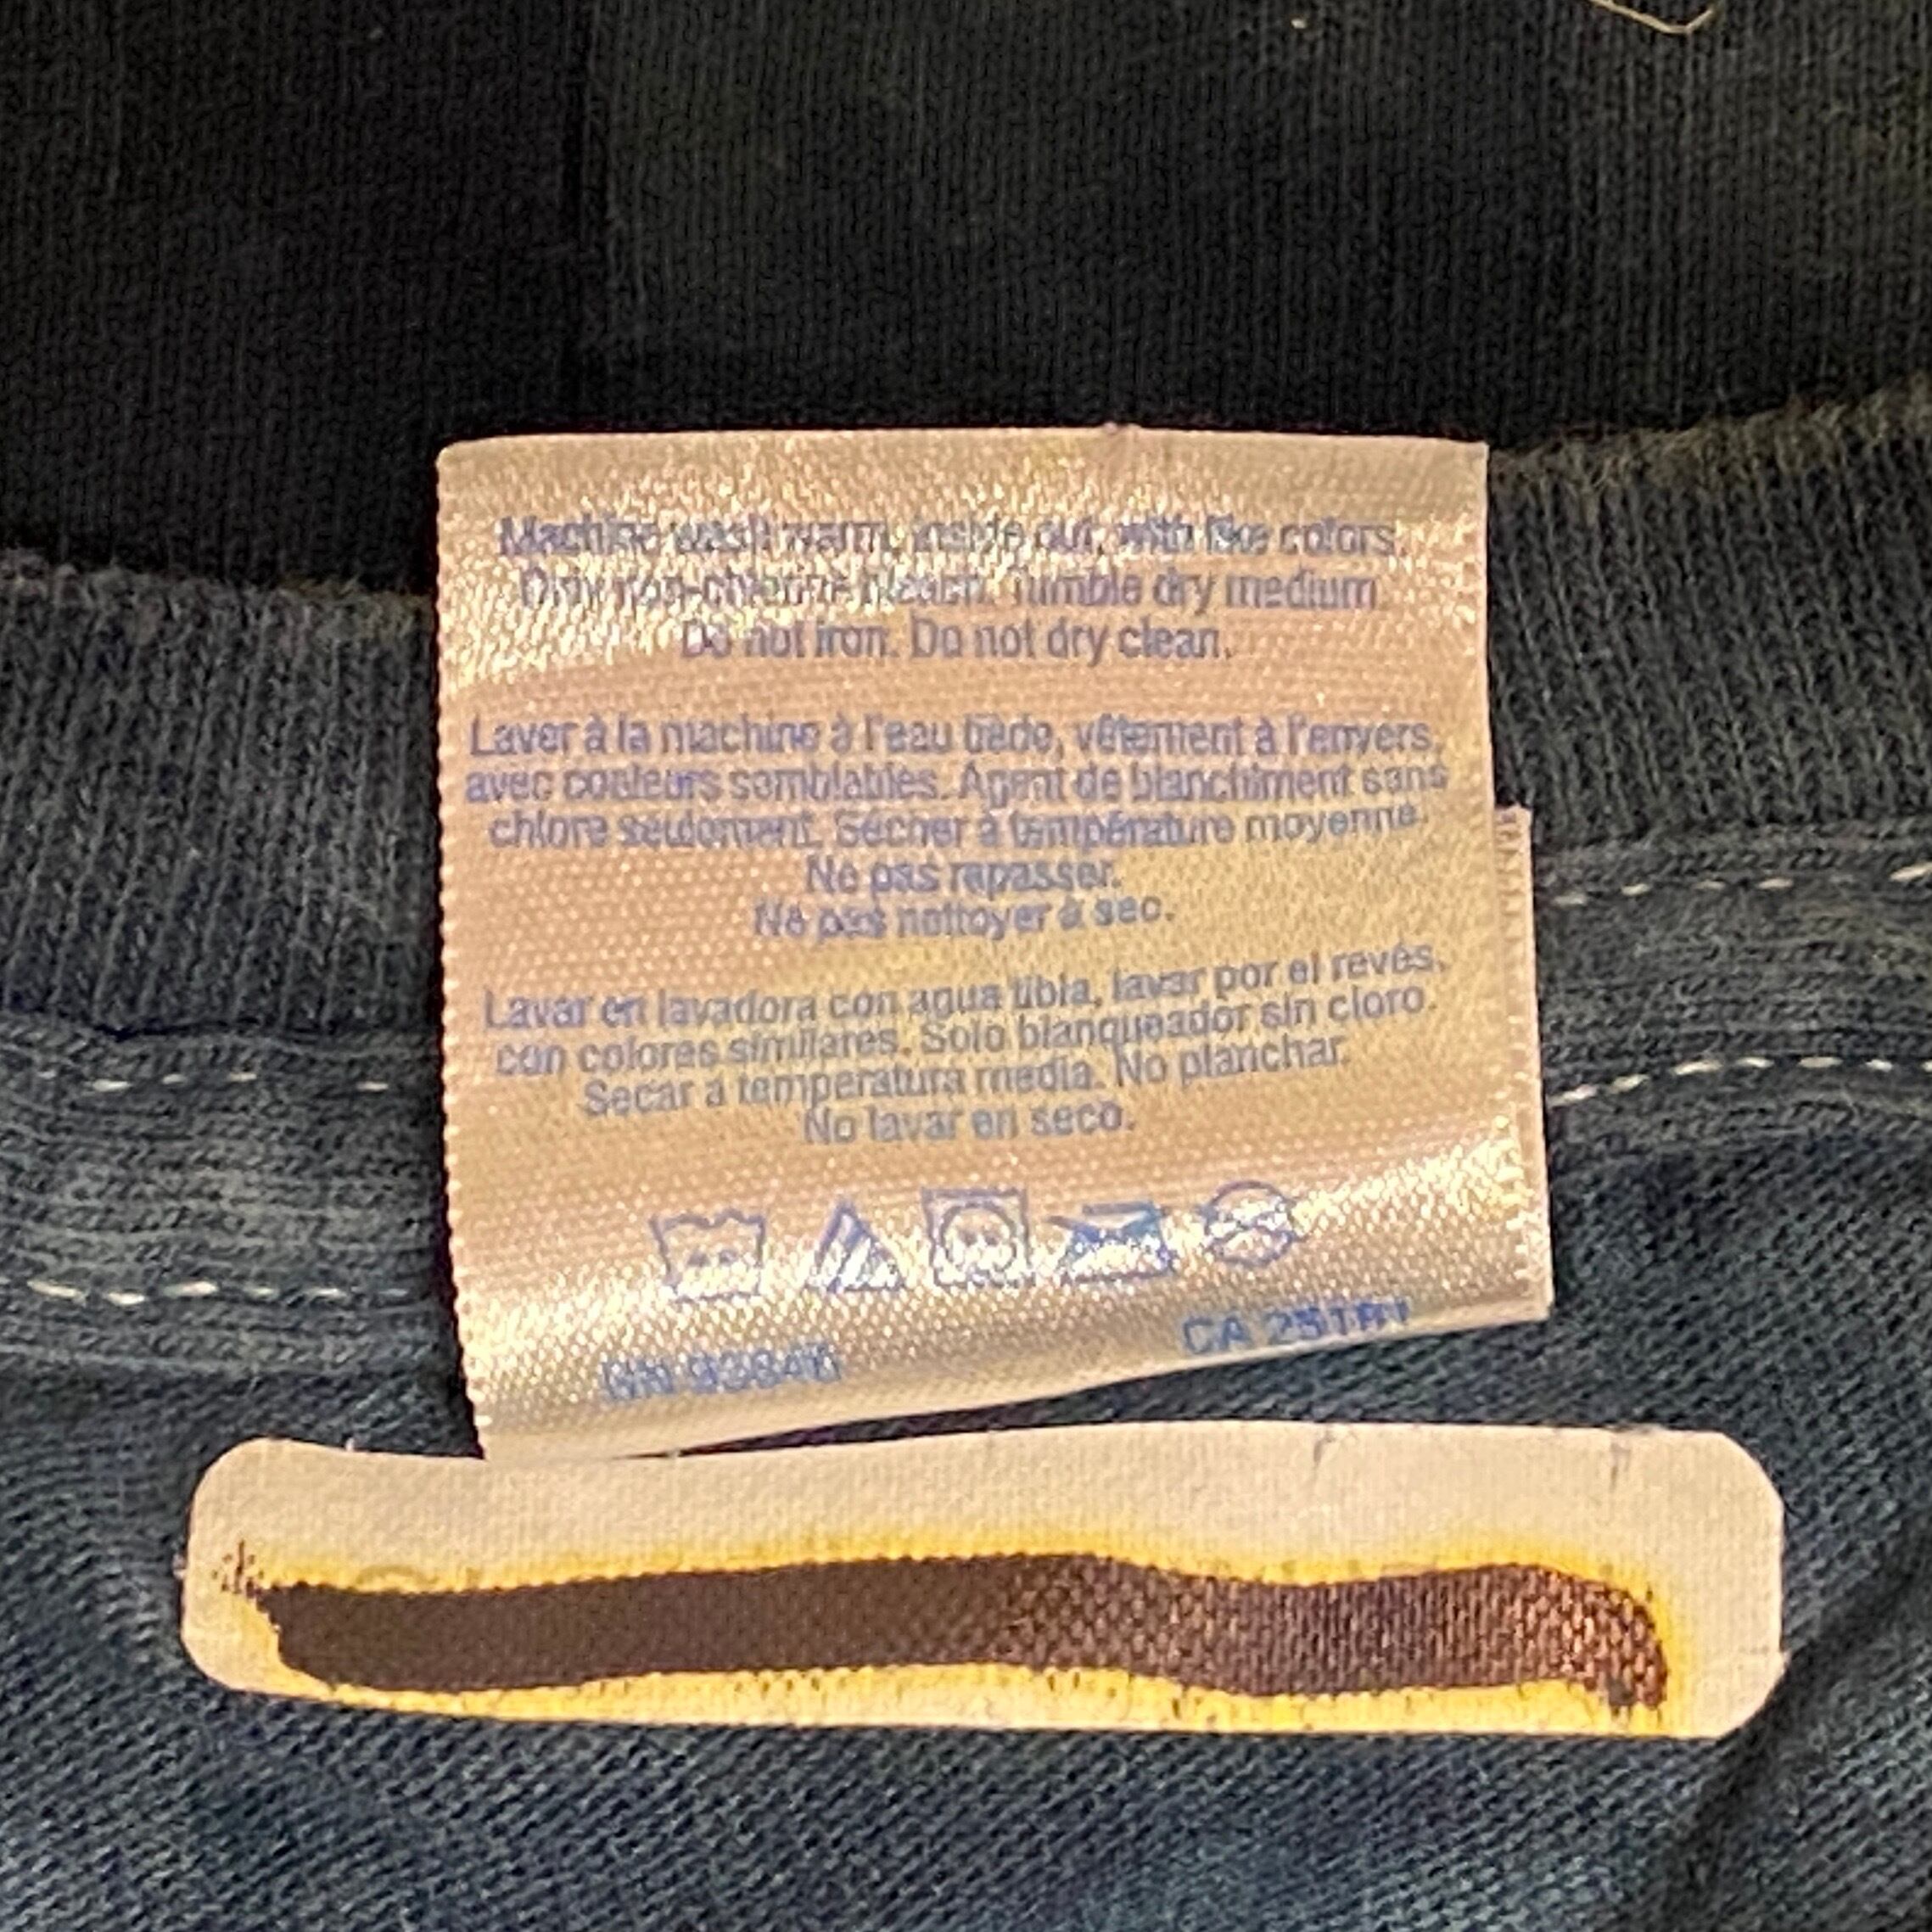 Machine wash warm, inside out, with like colors.
Only non-chlorine bleach. Tumble dry medium
Do not iron. Do not dry clean.
Laver à la machine à l'eau tiède, vêtement à l'envers,
avec couleurs semblables. Agent de blanchiment sans
chlore seulement. Sécher à température moyenne.
Ne pas repasser.
Ne pas nettoyer à sec.
Lavar en lavadora con agua tibia, lavar por el revés,
con colores similares. Solo blanqueador sin cloro.
Secar a temperatura media. No planchar.
No lavar en seco.
CA